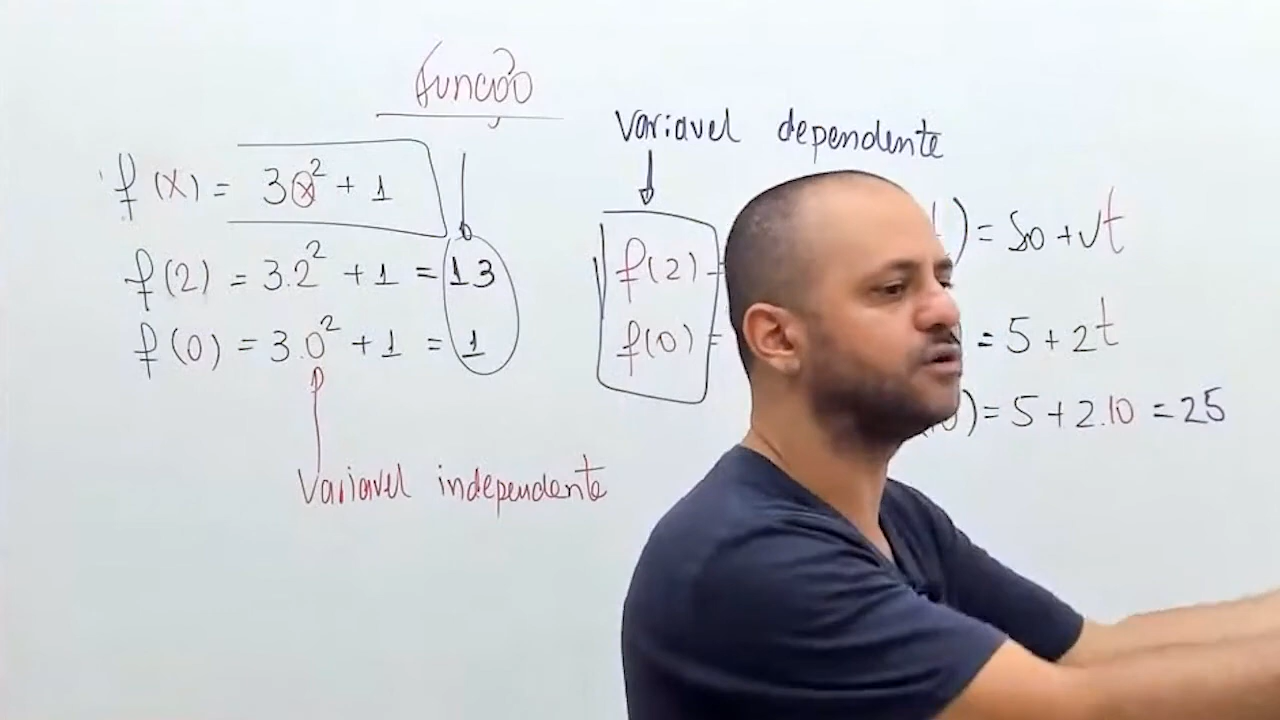 função
variavel dependente
f(x) = 3x² + 1
f(2) = 3.2² + 1 = 13
f(0) = 3.0² + 1 = 1
variavel independente
f(2) =
f(0) =
) = So + vt
= 5 + 2t
) = 5 + 2.10 = 25